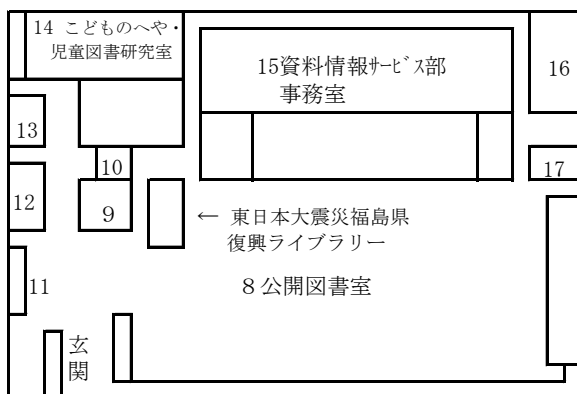 14 こどものへや・
児童図書研究室
15資料情報ｻｰﾋﾞｽ部
事務室
16
13
10
17
12
9
← 東日本大震災福島県
復興ライブラリー
11
８公開図書室
玄
関